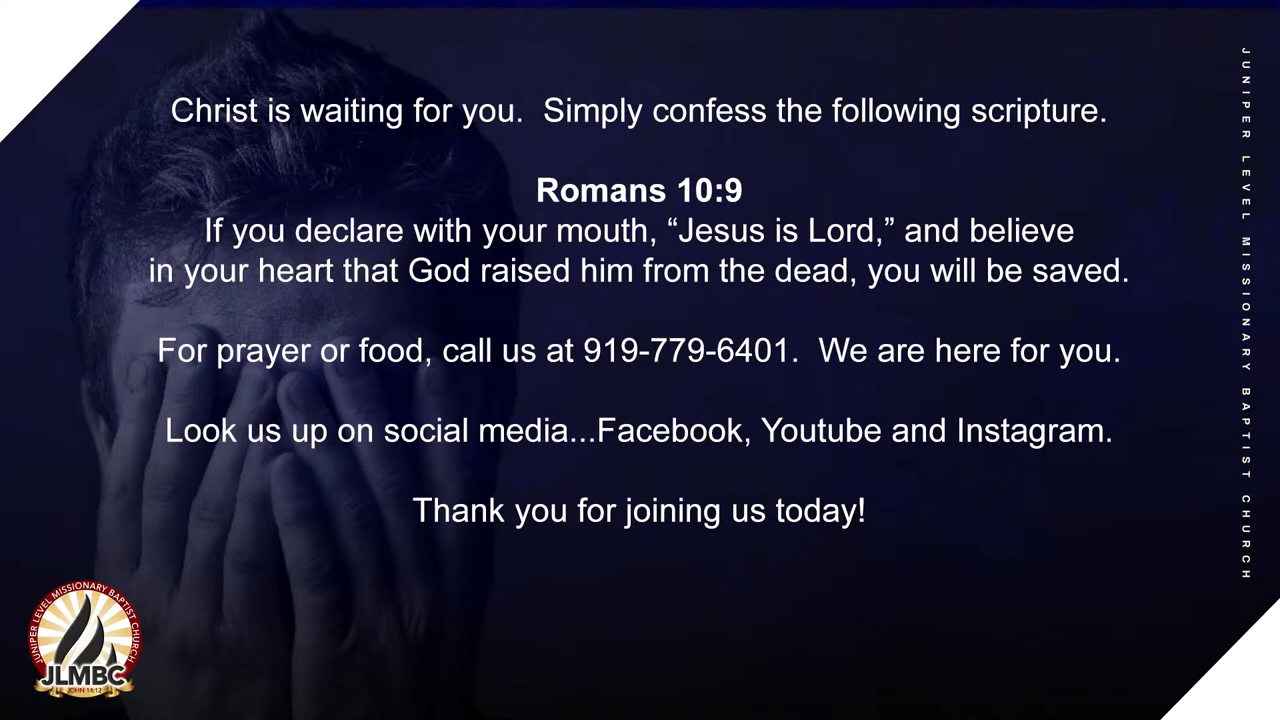 Christ is waiting for you.  Simply confess the following scripture.
Romans 10:9
If you declare with your mouth, “Jesus is Lord,” and believe
in your heart that God raised him from the dead, you will be saved.
For prayer or food, call us at 919-779-6401.  We are here for you.
Look us up on social media...Facebook, Youtube and Instagram.
Thank you for joining us today!
JUNIPER LEVEL MISSIONARY BAPTIST CHURCH
JUNIPER LEVEL MISSIONARY BAPTIST CHURCH
JLMBC
JOHN 14:12